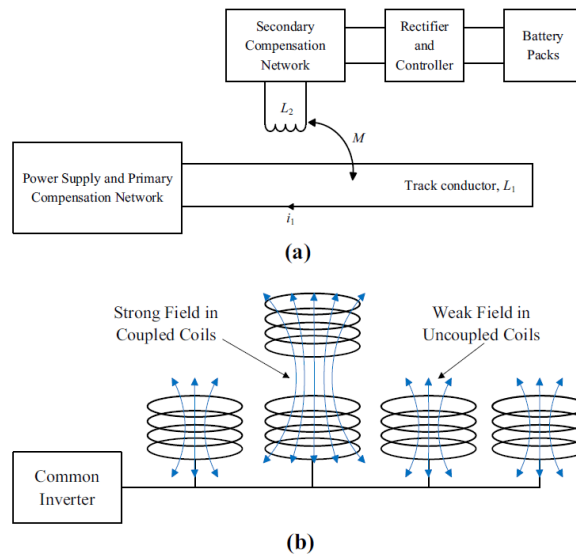 Secondary
Compensation
Network
Rectifier
and
Controller
Battery
Packs
L2
M
Power Supply and Primary
Compensation Network
Track conductor, L1
i1
(a)
Strong Field in
Coupled Coils
Weak Field in
Uncoupled Coils
Common
Inverter
(b)